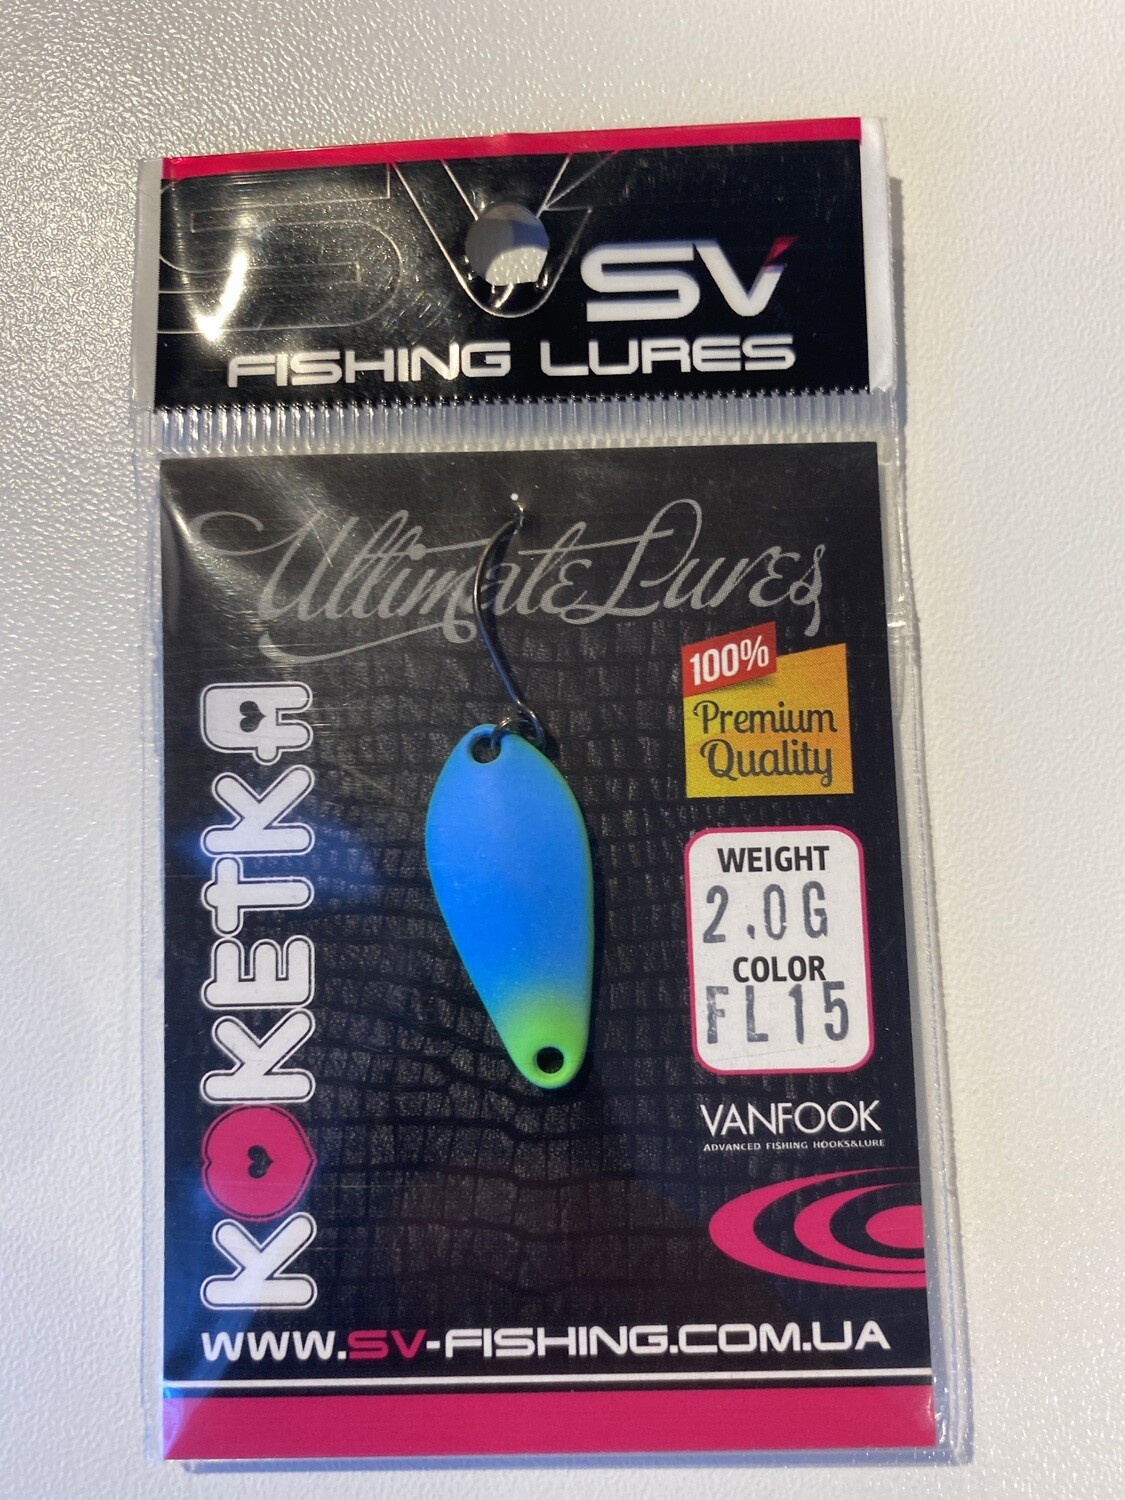 SV
SV
FISHING LURES
Ultimate Lures
100%
Premium
Quality
KOKETKA
WEIGHT
2.0G
COLOR
FL15
VANFOOK
ADVANCED FISHING HOOKS&LURE
WWW.SV-FISHING.COM.UA